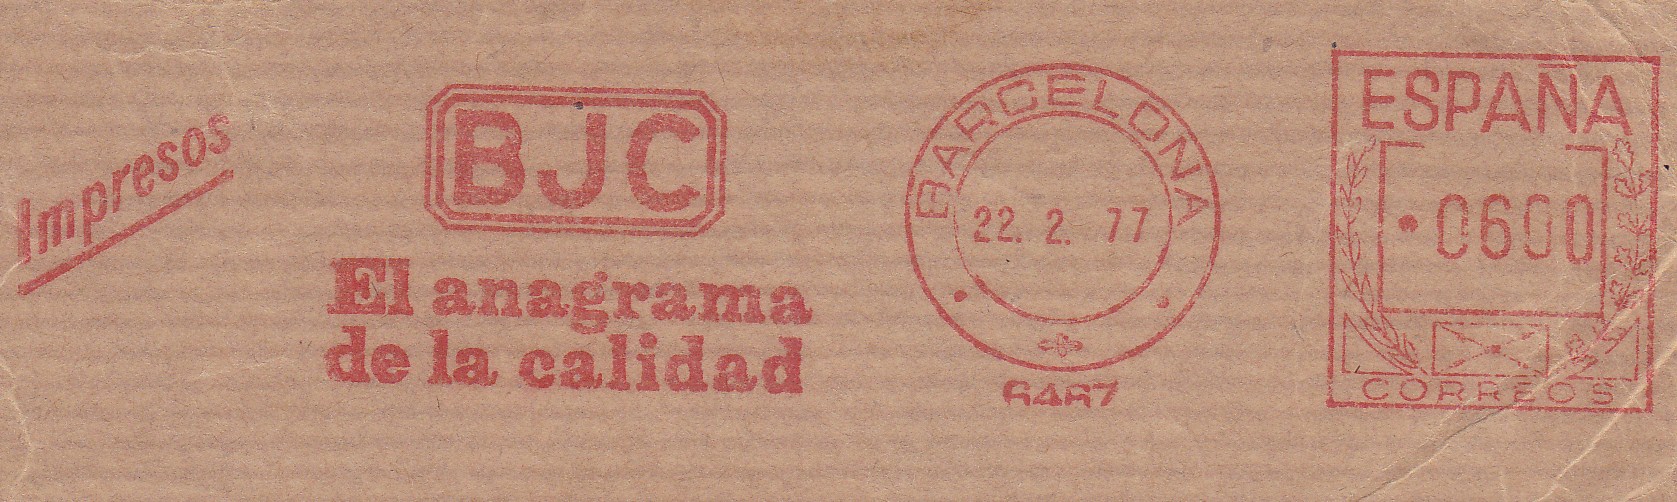 Impresos
BJC
El anagrama
de la calidad
BARCELONA
22. 2. 77
6467
ESPAÑA
0600
CORREOS